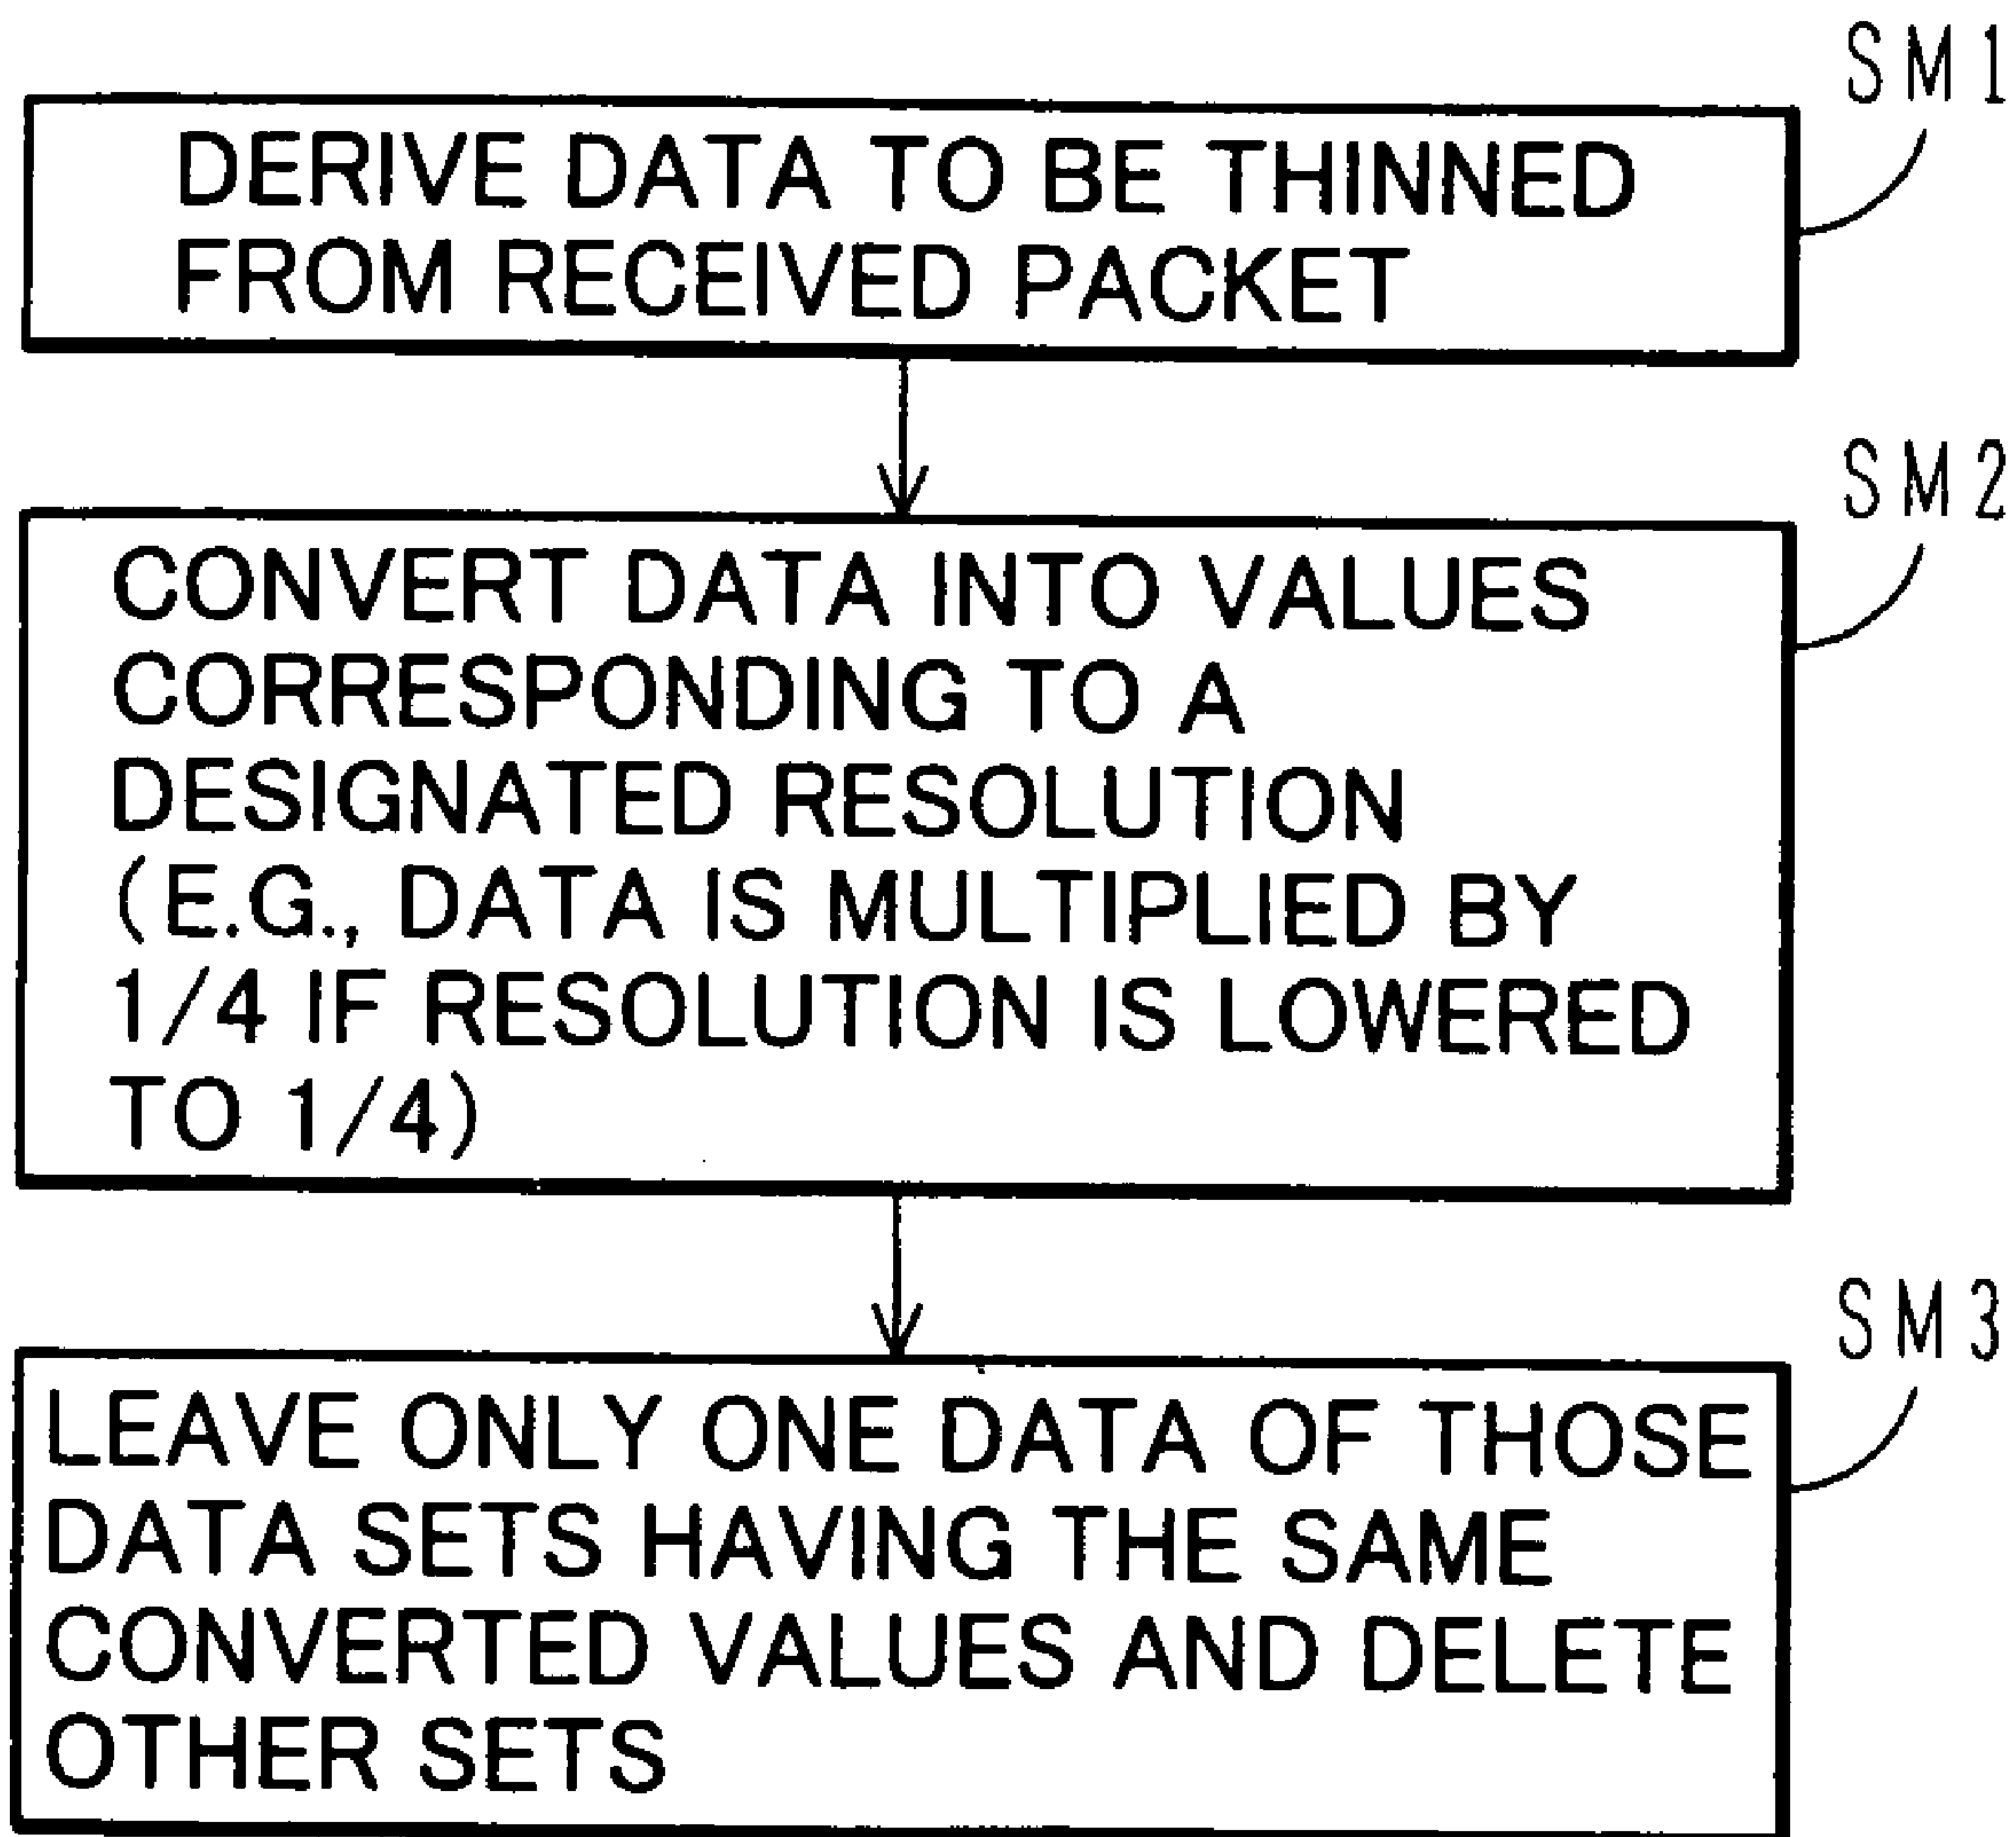 SM1
DERIVE DATA TO BE THINNED
FROM RECEIVED PACKET
SM2
CONVERT DATA INTO VALUES
CORRESPONDING TO A
DESIGNATED RESOLUTION
(E.G., DATA IS MULTIPLIED BY
1/4 IF RESOLUTION IS LOWERED
TO 1/4)
SM3
LEAVE ONLY ONE DATA OF THOSE
DATA SETS HAVING THE SAME
CONVERTED VALUES AND DELETE
OTHER SETS